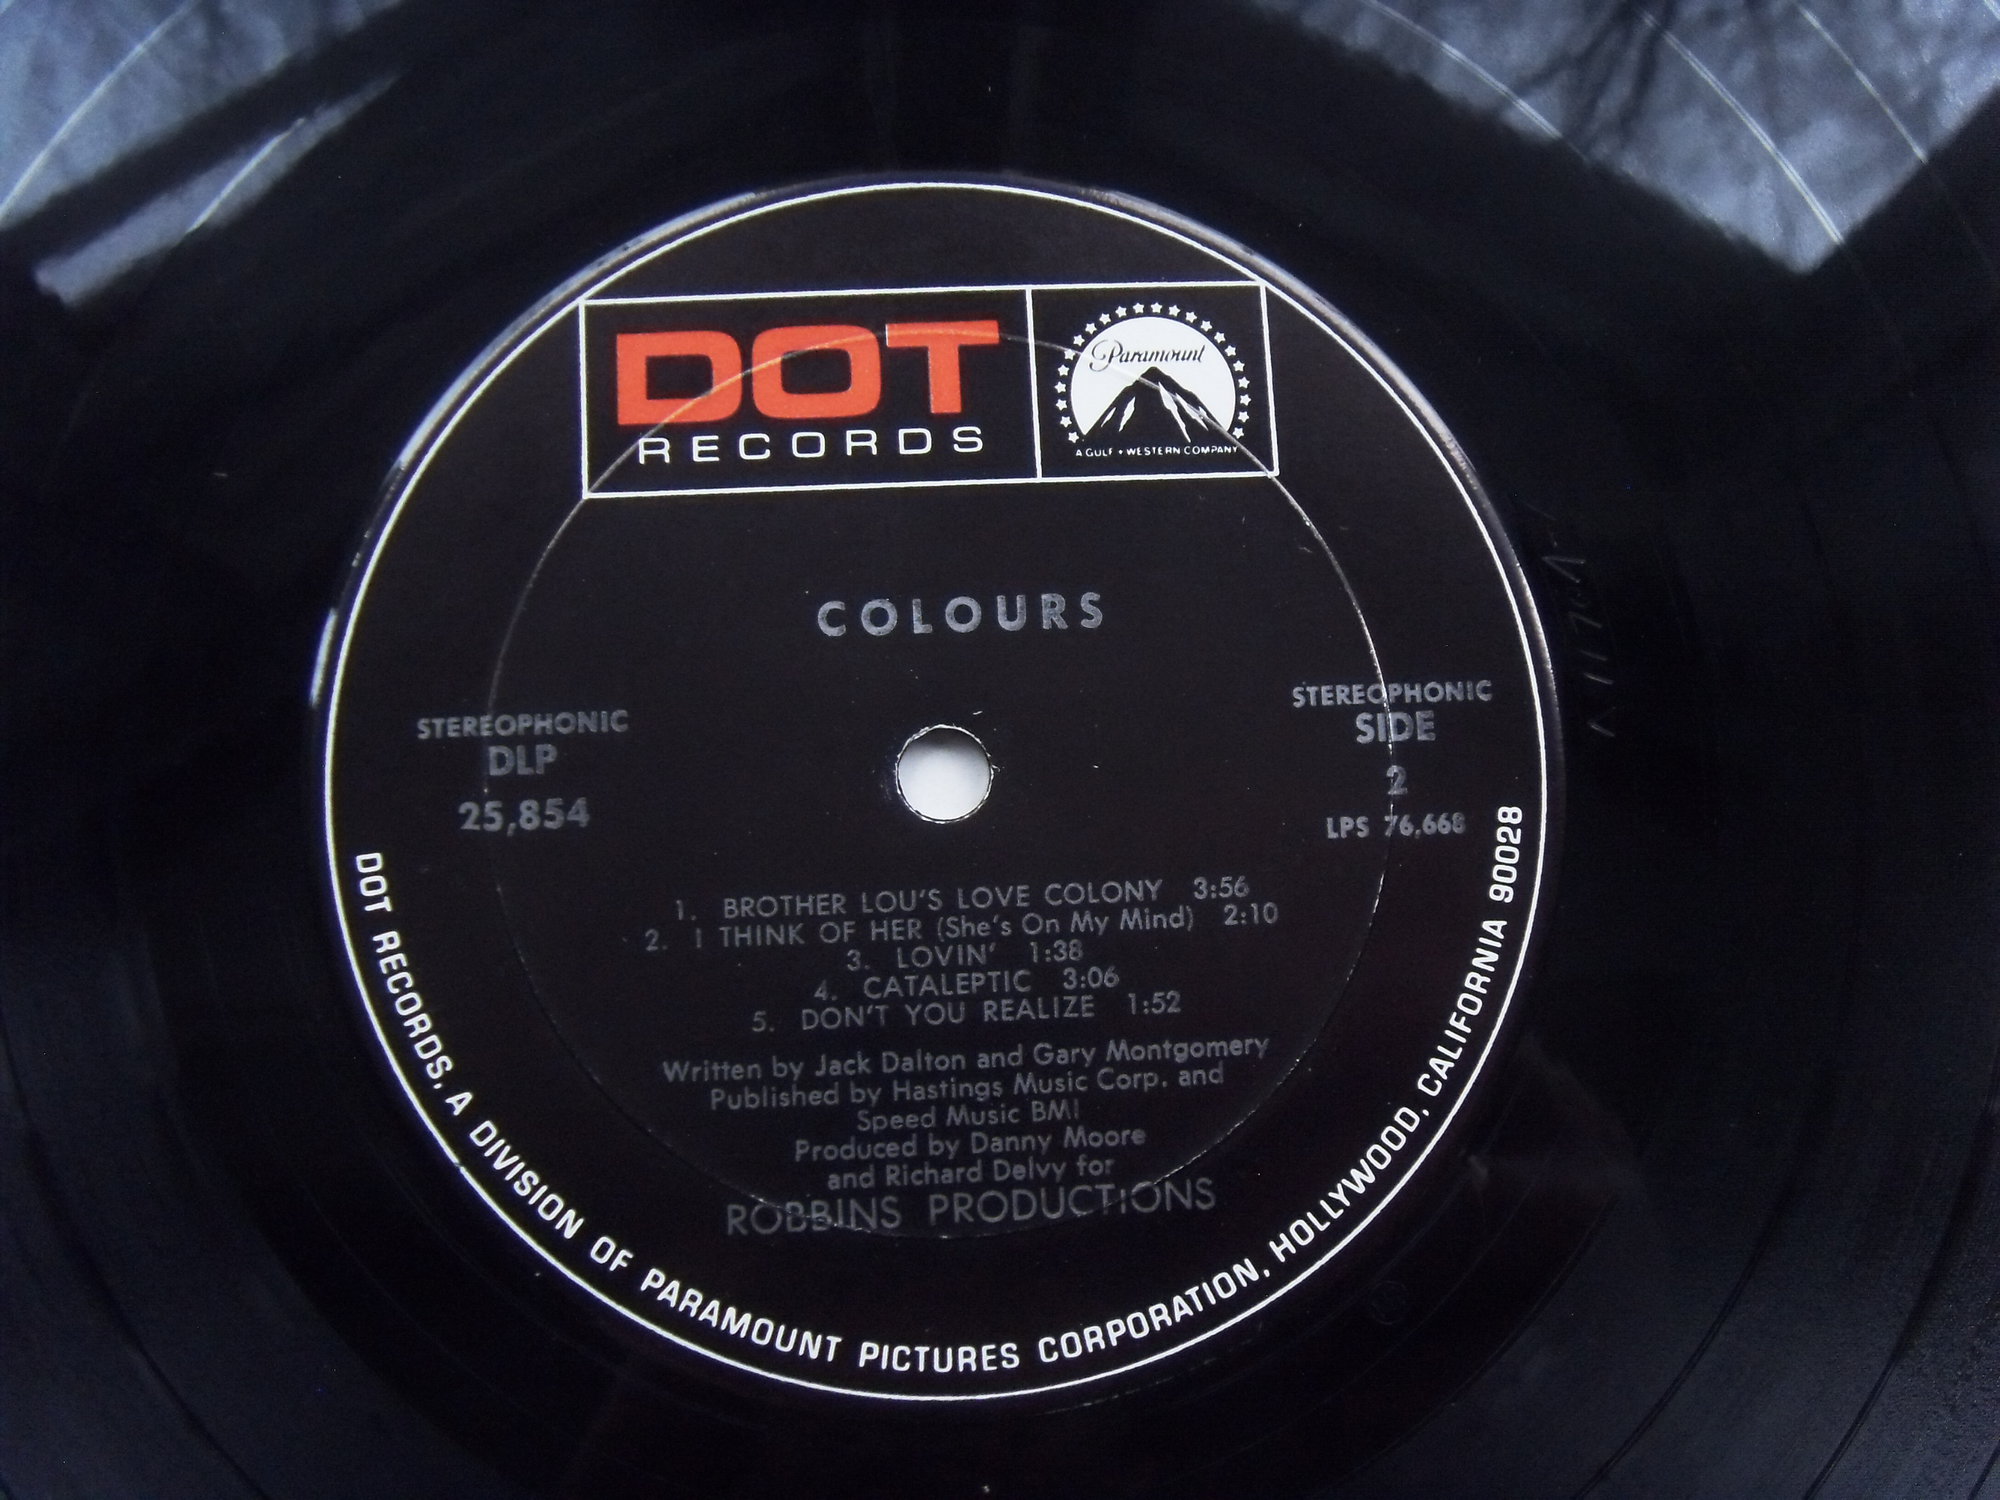 DOT
RECORDS
Paramount
A GULF + WESTERN COMPANY
COLOURS
STEREOPHONIC
DLP
25,854
STEREOPHONIC
SIDE
2
LPS 76,668
1. BROTHER LOU'S LOVE COLONY 3:56
2. I THINK OF HER (She's On My Mind) 2:10
3. LOVIN' 1:38
4. CATALEPTIC 3:06
5. DON'T YOU REALIZE 1:52
Written by Jack Dalton and Gary Montgomery
Published by Hastings Music Corp. and
Speed Music BMI
Produced by Danny Moore
and Richard Delvy for
ROBBINS PRODUCTIONS
DOT RECORDS, A DIVISION OF PARAMOUNT PICTURES CORPORATION, HOLLYWOOD, CALIFORNIA 90028